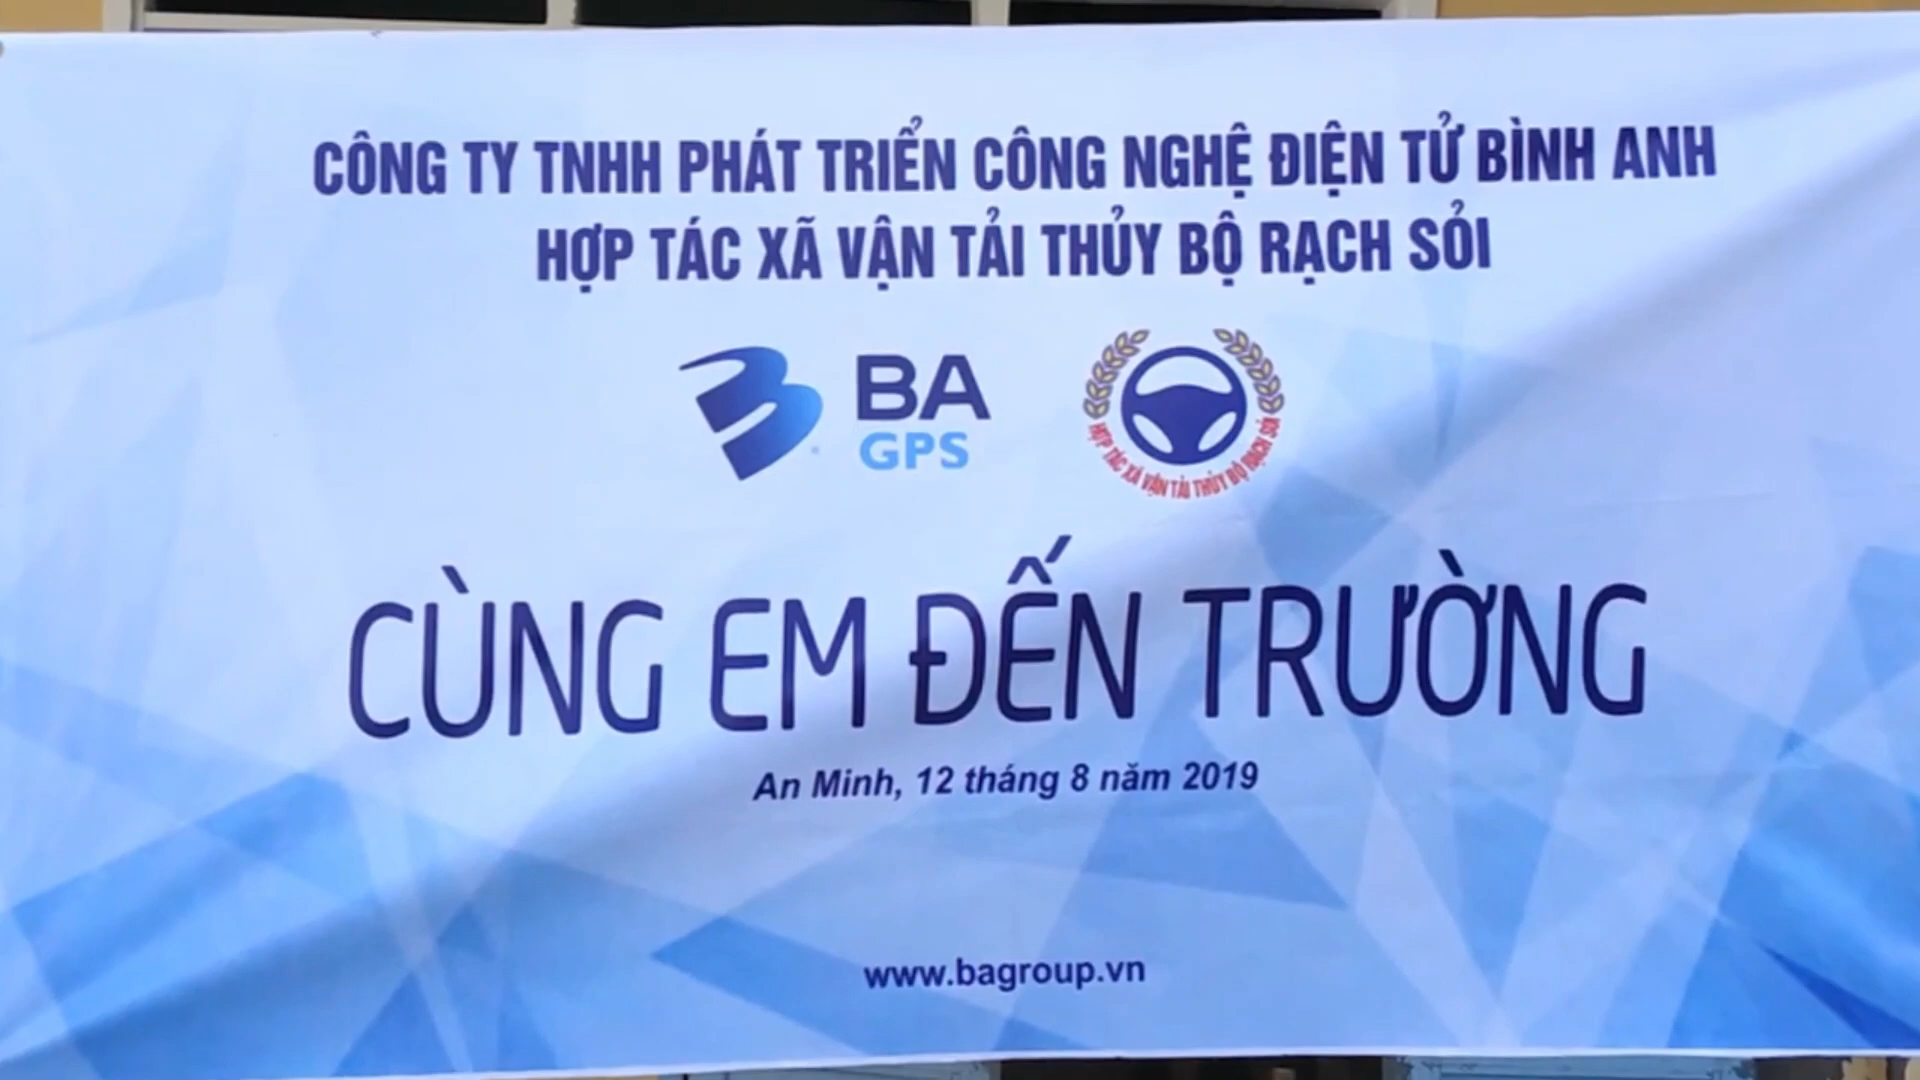 CÔNG TY TNHH PHÁT TRIỂN CÔNG NGHỆ ĐIỆN TỬ BÌNH ANH
HỢP TÁC XÃ VẬN TẢI THỦY BỘ RẠCH SỎI
BA
GPS
HỢP TÁC XÃ VẬN TẢI THỦY BỘ RẠCH SỎI
CÙNG EM ĐẾN TRƯỜNG
An Minh, 12 tháng 8 năm 2019
www.bagroup.vn